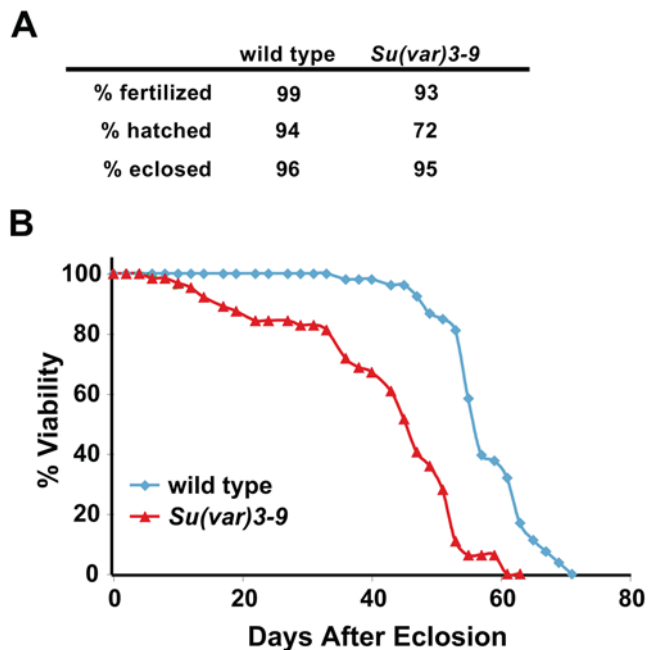 A
wild type Su(var)3-9
% fertilized 99 93
% hatched 94 72
% eclosed 96 95
B
100
80
60
40
20
0
% Viability
wild type
Su(var)3-9
0 20 40 60 80
Days After Eclosion